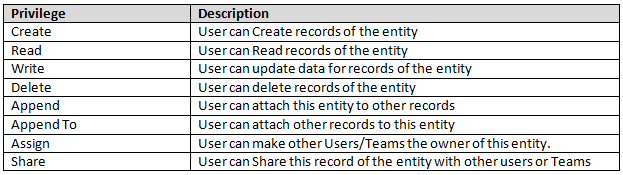 Privilege Description
Create User can Create records of the entity
Read User can Read records of the entity
Write User can update data for records of the entity
Delete User can delete records of the entity
Append User can attach this entity to other records
Append To User can attach other records to this entity
Assign User can make other Users/Teams the owner of this entity.
Share User can Share this record of the entity with other users or Teams